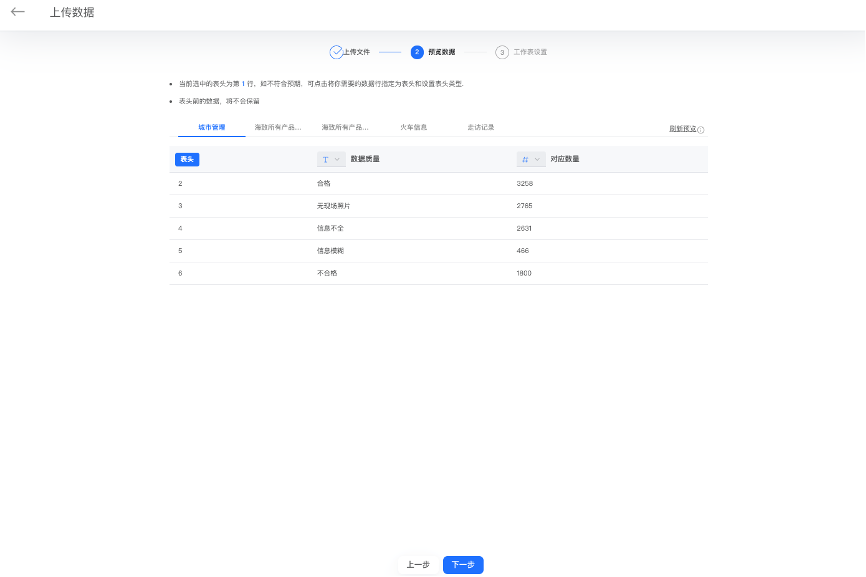 上传数据
上传文件 2 预览数据 3 工作表设置
当前选中的表头为第 1 行，如不符合预期，可点击将你需要的数据行指定为表头和设置表头类型.
表头前的数据，将不会保留
城市管理 海致所有产品... 海致所有产品... 火车信息 走访记录 刷新预览
表头 T 数据质量 # 对应数量
2 合格 3258
3 无现场照片 2765
4 信息不全 2631
5 信息模糊 466
6 不合格 1800
上一步 下一步